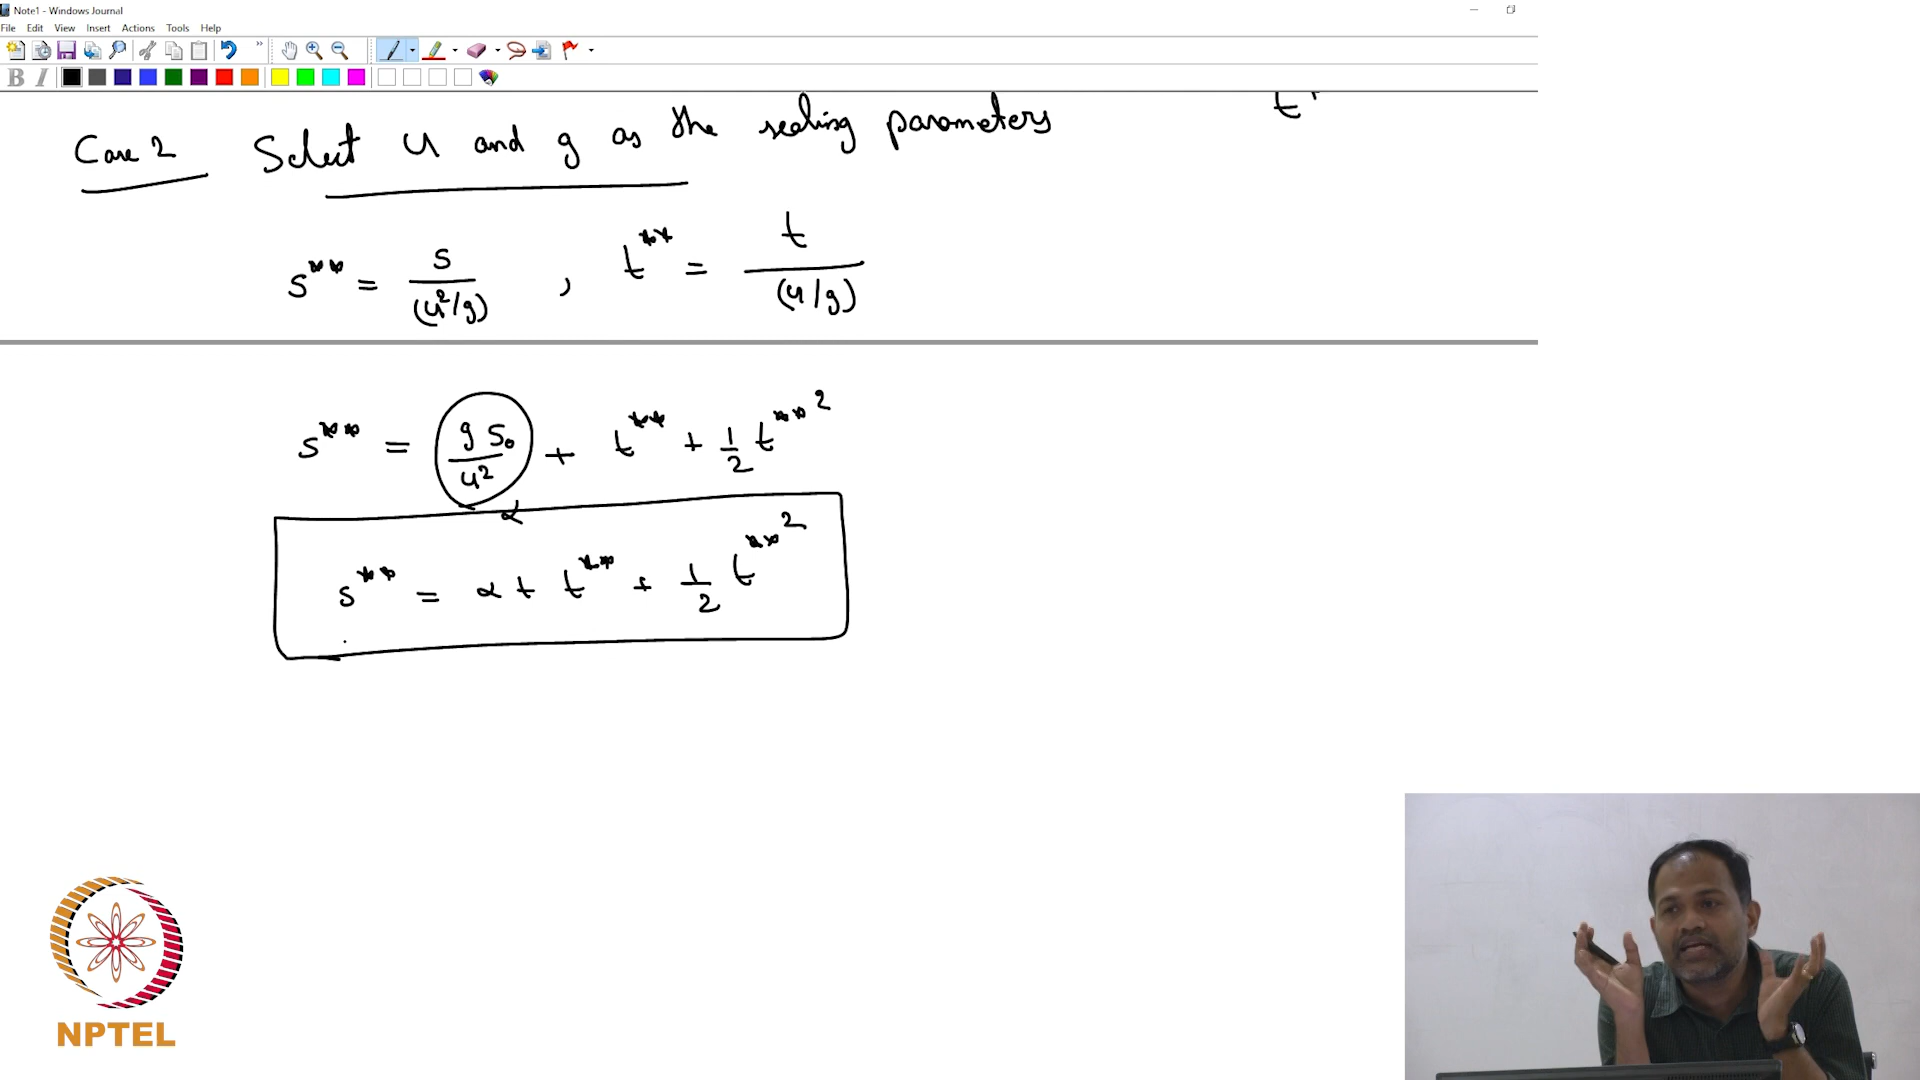 Note1 - Windows Journal
File Edit View Insert Actions Tools Help
B I
Case 2 Select u and g as the scaling parameters
s** = s/(u²/g) , t** = t/(u/g)
s** = g s₀/u² + t** + 1/2 t**²
α
s** = α + t** + 1/2 t**²
NPTEL